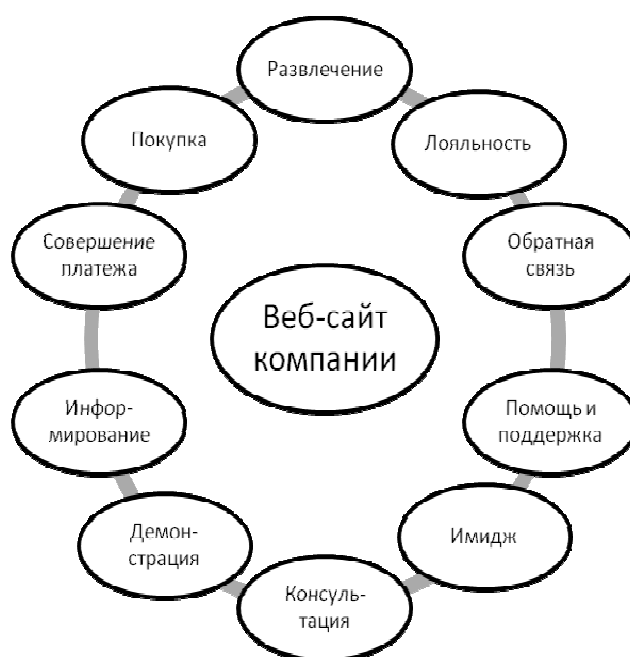 Развлечение
Покупка
Лояльность
Совершение
платежа
Обратная
связь
Веб-сайт
компании
Инфор-
мирование
Помощь и
поддержка
Демон-
страция
Имидж
Консуль-
тация